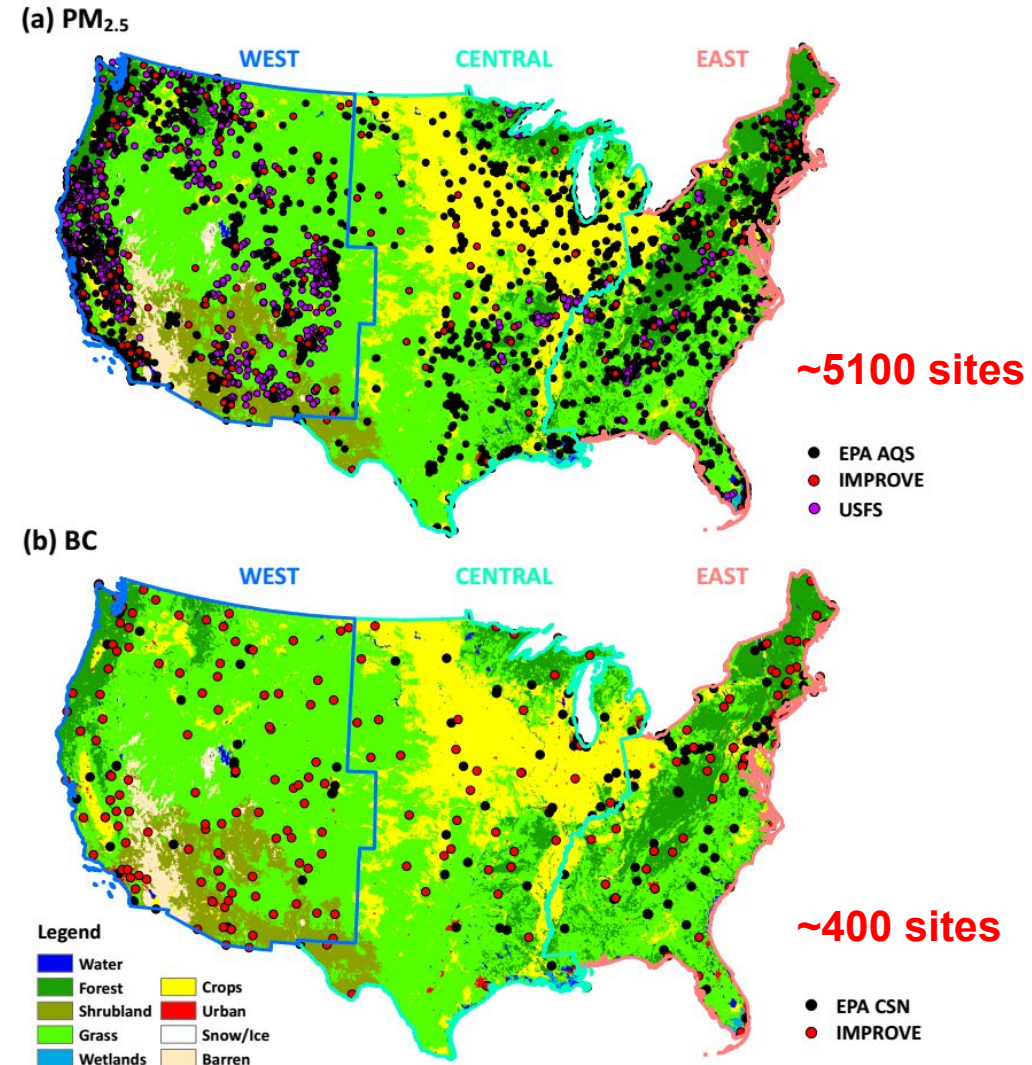 (a) PM₂.₅
WEST CENTRAL EAST
~5100 sites
EPA AQS
IMPROVE
USFS
(b) BC
WEST CENTRAL EAST
~400 sites
EPA CSN
IMPROVE
Legend
Water
Forest Crops
Shrubland Urban
Grass Snow/Ice
Wetlands Barren